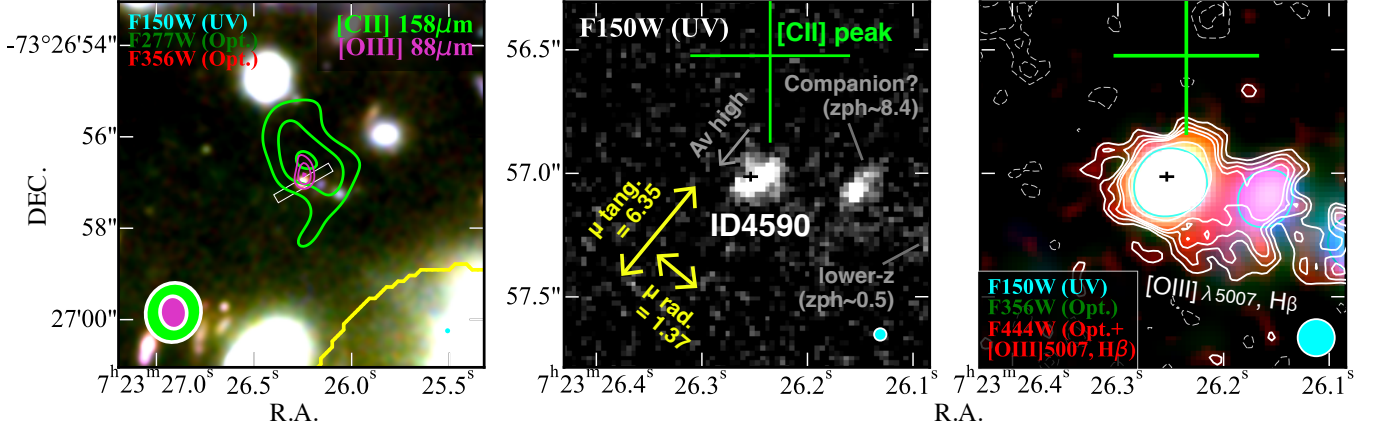 F150W (UV)
F277W (Opt.)
F356W (Opt.)
[CII] 158μm
[OIII] 88μm
-73°26'54"
56"
58"
27'00"
DEC.
7h23m27.0s
26.5s
26.0s
25.5s
R.A.
F150W (UV)
[CII] peak
Companion?
(zph~8.4)
Av high
ID4590
μ tang.
= 6.35
μ rad.
= 1.37
lower-z
(zph~0.5)
56.5"
57.0"
57.5"
7h23m26.4s
26.3s
26.2s
26.1s
[OIII] λ5007, Hβ
F150W (UV)
F356W (Opt.)
F444W (Opt.+
[OIII]5007, Hβ)
7h23m26.4s
26.3s
26.2s
26.1s
R.A.